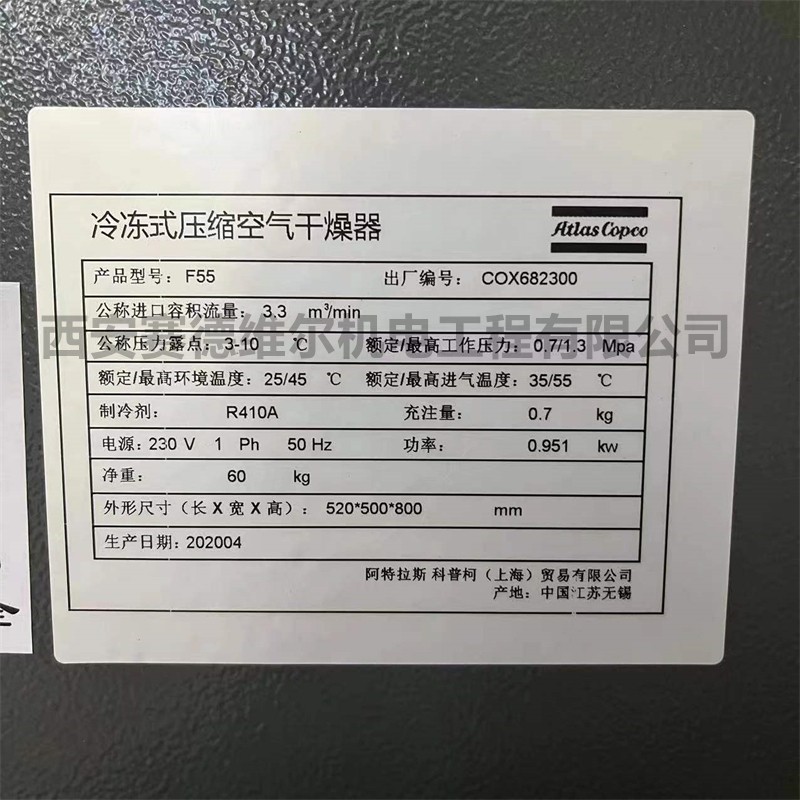 冷冻式压缩空气干燥器
Atlas Copco
产品型号: F55 出厂编号: COX682300
公称进口容积流量: 3.3 m³/min
西安赛德维尔机电工程有限公司
公称压力露点: 3-10 ℃ 额定/最高工作压力: 0.7/1.3 Mpa
额定/最高环境温度: 25/45 ℃ 额定/最高进气温度: 35/55 ℃
制冷剂: R410A 充注量: 0.7 kg
电源: 230 V 1 Ph 50 Hz 功率: 0.951 kw
净重: 60 kg
外形尺寸（长 X 宽 X 高）: 520*500*800 mm
生产日期: 202004
阿特拉斯 科普柯（上海）贸易有限公司
产地: 中国江苏无锡